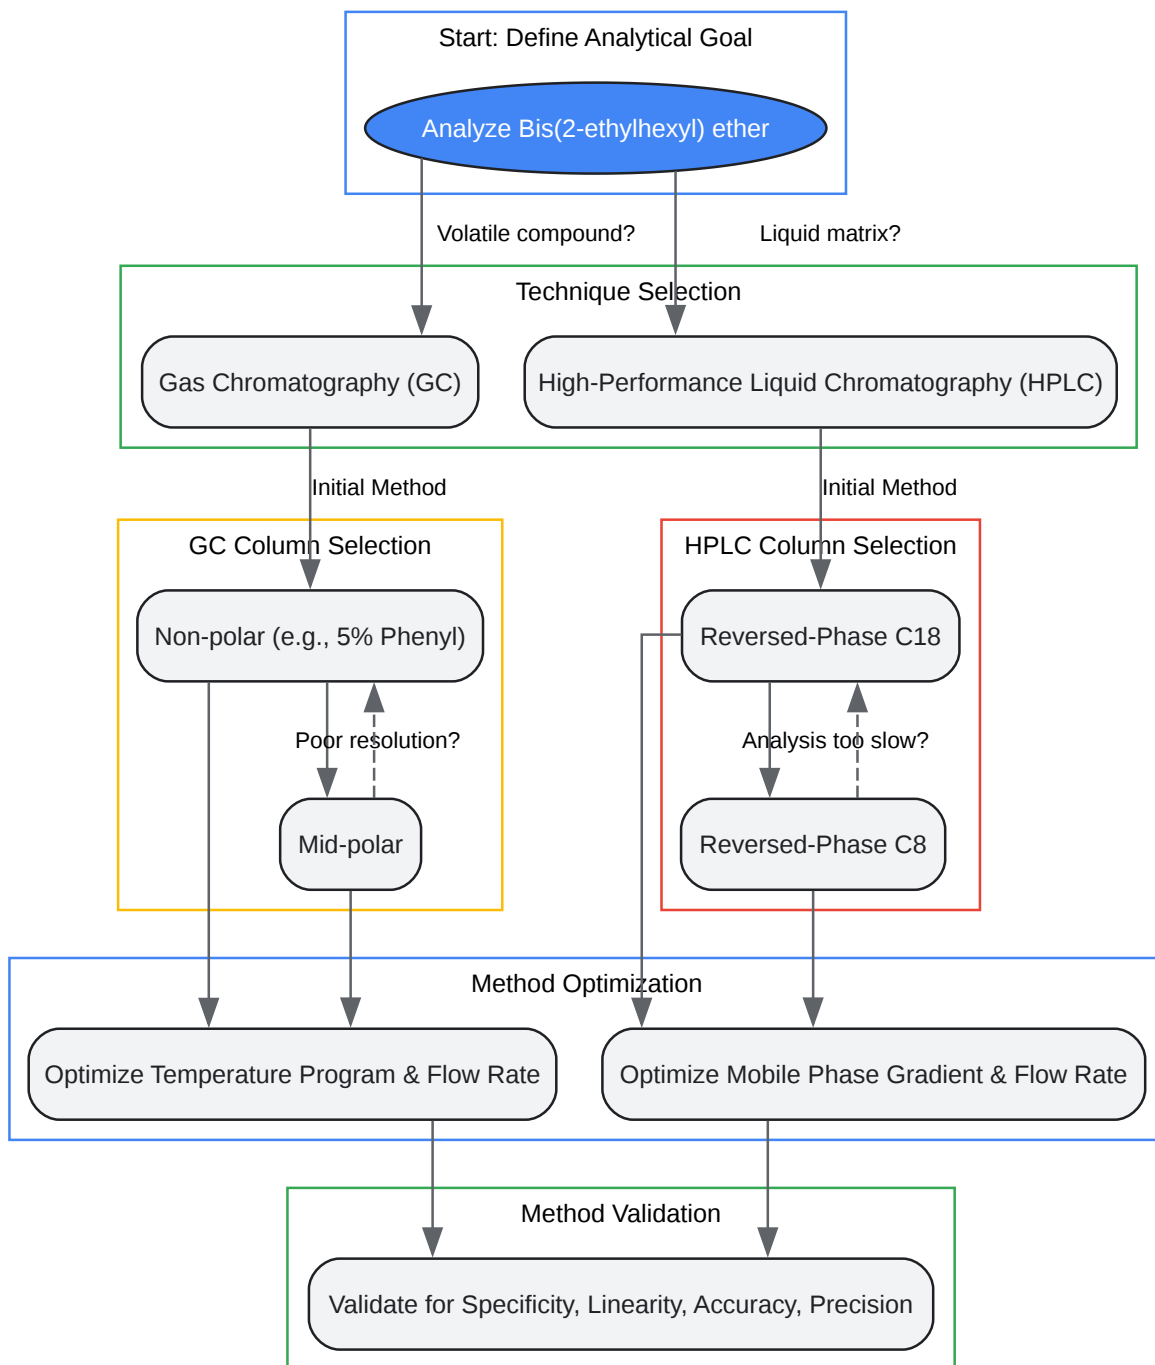 Start: Define Analytical Goal
Analyze Bis(2-ethylhexyl) ether
Volatile compound?
Liquid matrix?
Technique Selection
Gas Chromatography (GC)
High-Performance Liquid Chromatography (HPLC)
Initial Method
Initial Method
GC Column Selection
HPLC Column Selection
Non-polar (e.g., 5% Phenyl)
Reversed-Phase C18
Poor resolution?
Analysis too slow?
Mid-polar
Reversed-Phase C8
Method Optimization
Optimize Temperature Program & Flow Rate
Optimize Mobile Phase Gradient & Flow Rate
Method Validation
Validate for Specificity, Linearity, Accuracy, Precision